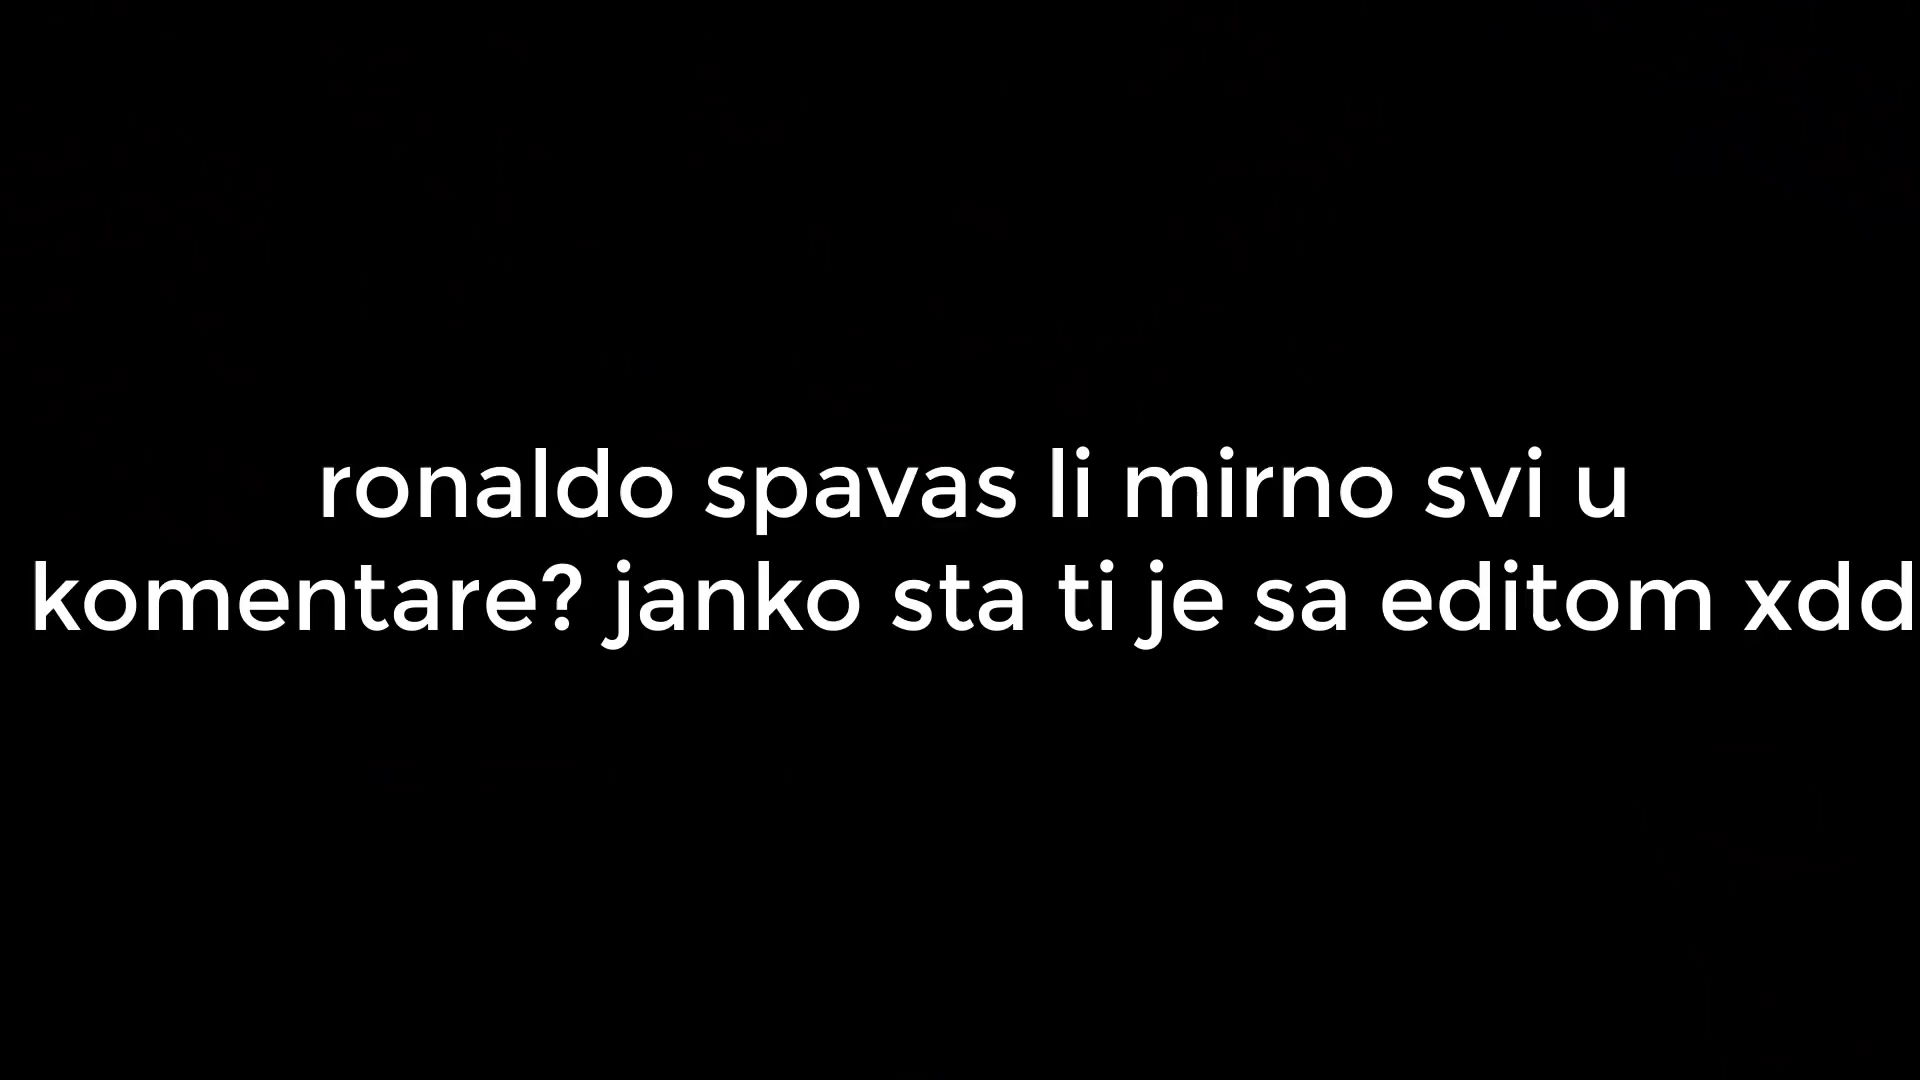 ronaldo spavas li mirno svi u
komentare? janko sta ti je sa editom xdd